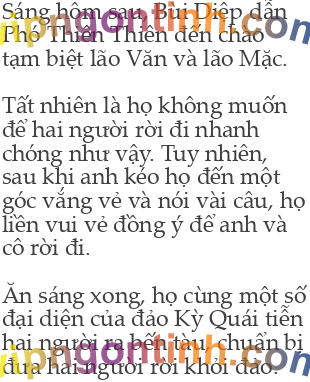 Sáng hôm sau, Bùi Diệp dẫn
Phó Thiên Thiên đến chào
tạm biệt lão Văn và lão Mặc.
Tất nhiên là họ không muốn
để hai người rời đi nhanh
chóng như vậy. Tuy nhiên,
sau khi anh kéo họ đến một
góc vắng vẻ và nói vài câu, họ
liền vui vẻ đồng ý để anh và
cô rời đi.
Ăn sáng xong, họ cùng một số
đại diện của đảo Kỳ Quái tiễn
hai người ra bến tàu, chuẩn bị
đưa hai người rời khỏi đảo.
vipngontinh.com
vipngontinh.com